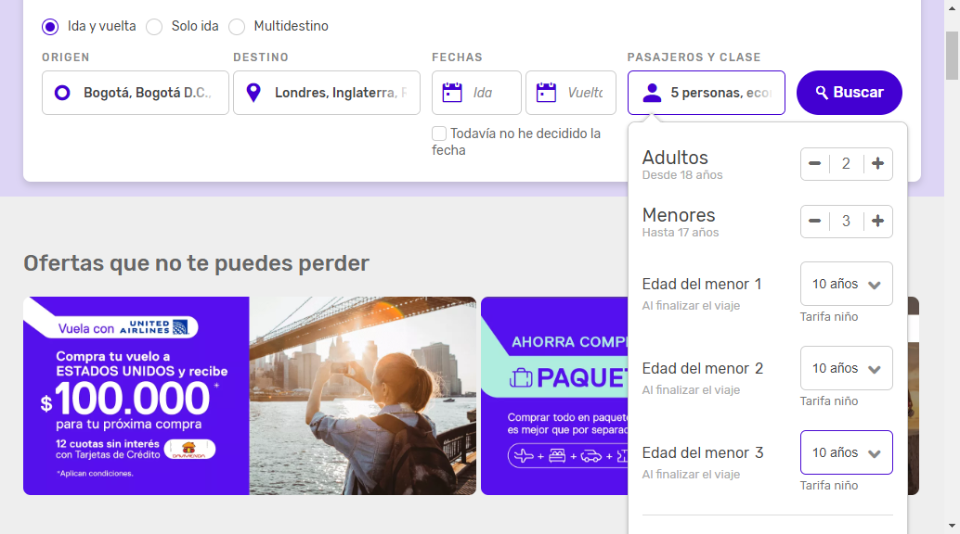 Ida y vuelta
Solo ida
Multidestino
ORIGEN
DESTINO
FECHAS
PASAJEROS Y CLASE
Bogotá, Bogotá D.C.,
Londres, Inglaterra,
Ida
Vuelta
5 personas, econ
Buscar
Todavía no he decidido la
fecha
Adultos
Desde 18 años
2
Menores
Hasta 17 años
3
Edad del menor 1
Al finalizar el viaje
10 años
Tarifa niño
Edad del menor 2
Al finalizar el viaje
10 años
Tarifa niño
Edad del menor 3
Al finalizar el viaje
10 años
Tarifa niño
Ofertas que no te puedes perder
Vuela con UNITED
AIRLINES
Compra tu vuelo a
ESTADOS UNIDOS y recibe
$100.000*
para tu próxima compra
12 cuotas sin interés
con Tarjetas de Crédito DAVIVIENDA
*Aplican condiciones.
AHORRA COMPR
PAQUET
Comprar todo en paquete
es mejor que por separad